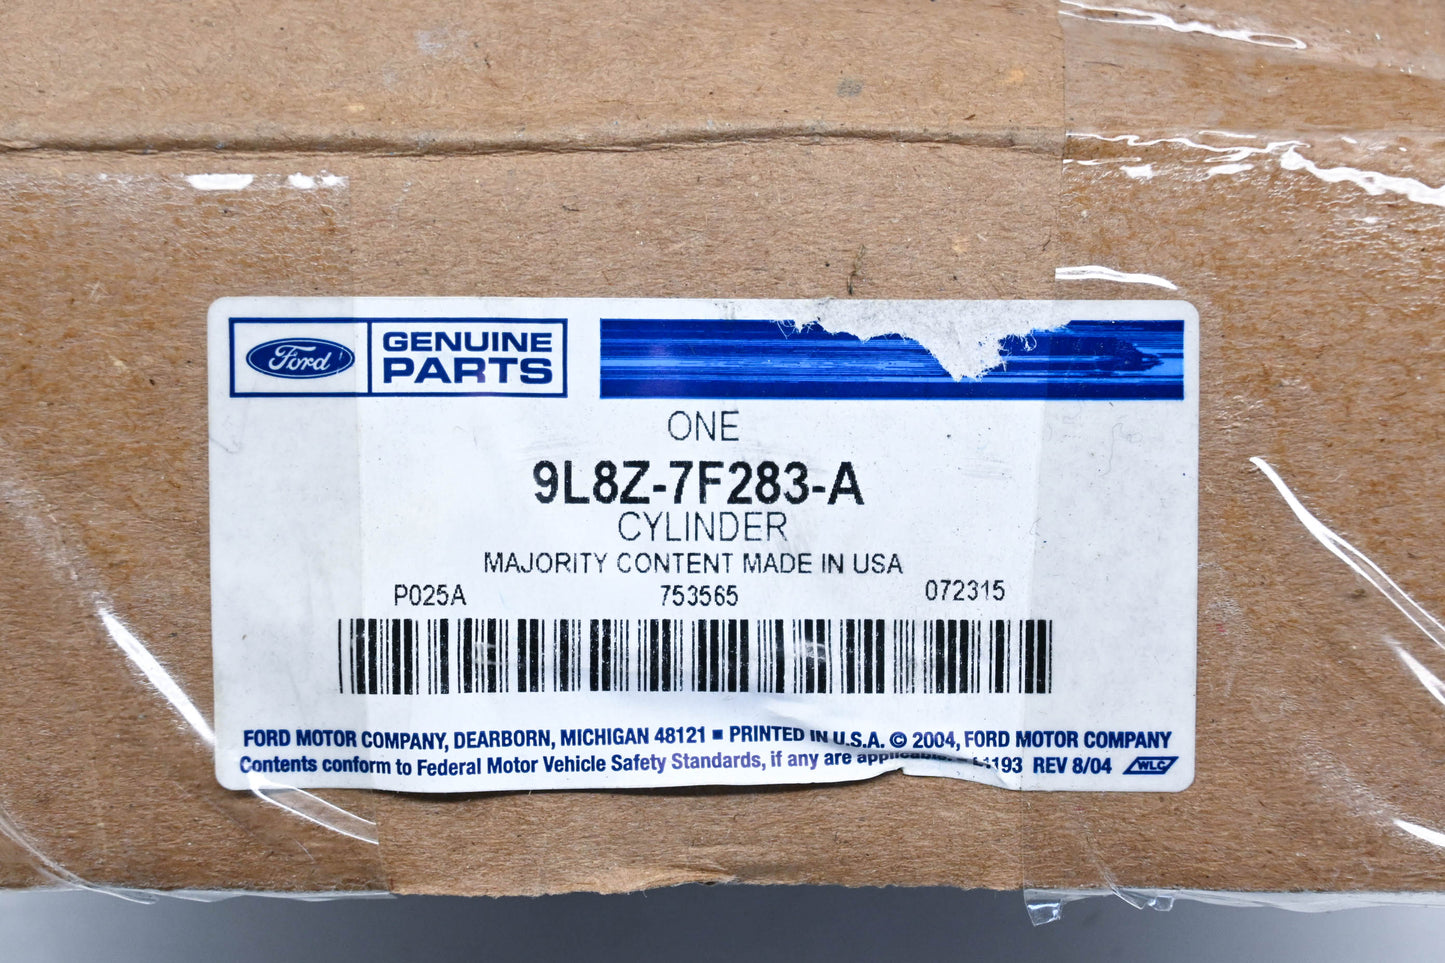 Ford GENUINE
PARTS
ONE
9L8Z-7F283-A
CYLINDER
MAJORITY CONTENT MADE IN USA
P025A 753565 072315
FORD MOTOR COMPANY, DEARBORN, MICHIGAN 48121 ■ PRINTED IN U.S.A. © 2004, FORD MOTOR COMPANY
Contents conform to Federal Motor Vehicle Safety Standards, if any are applicable. REV 8/04 WLC